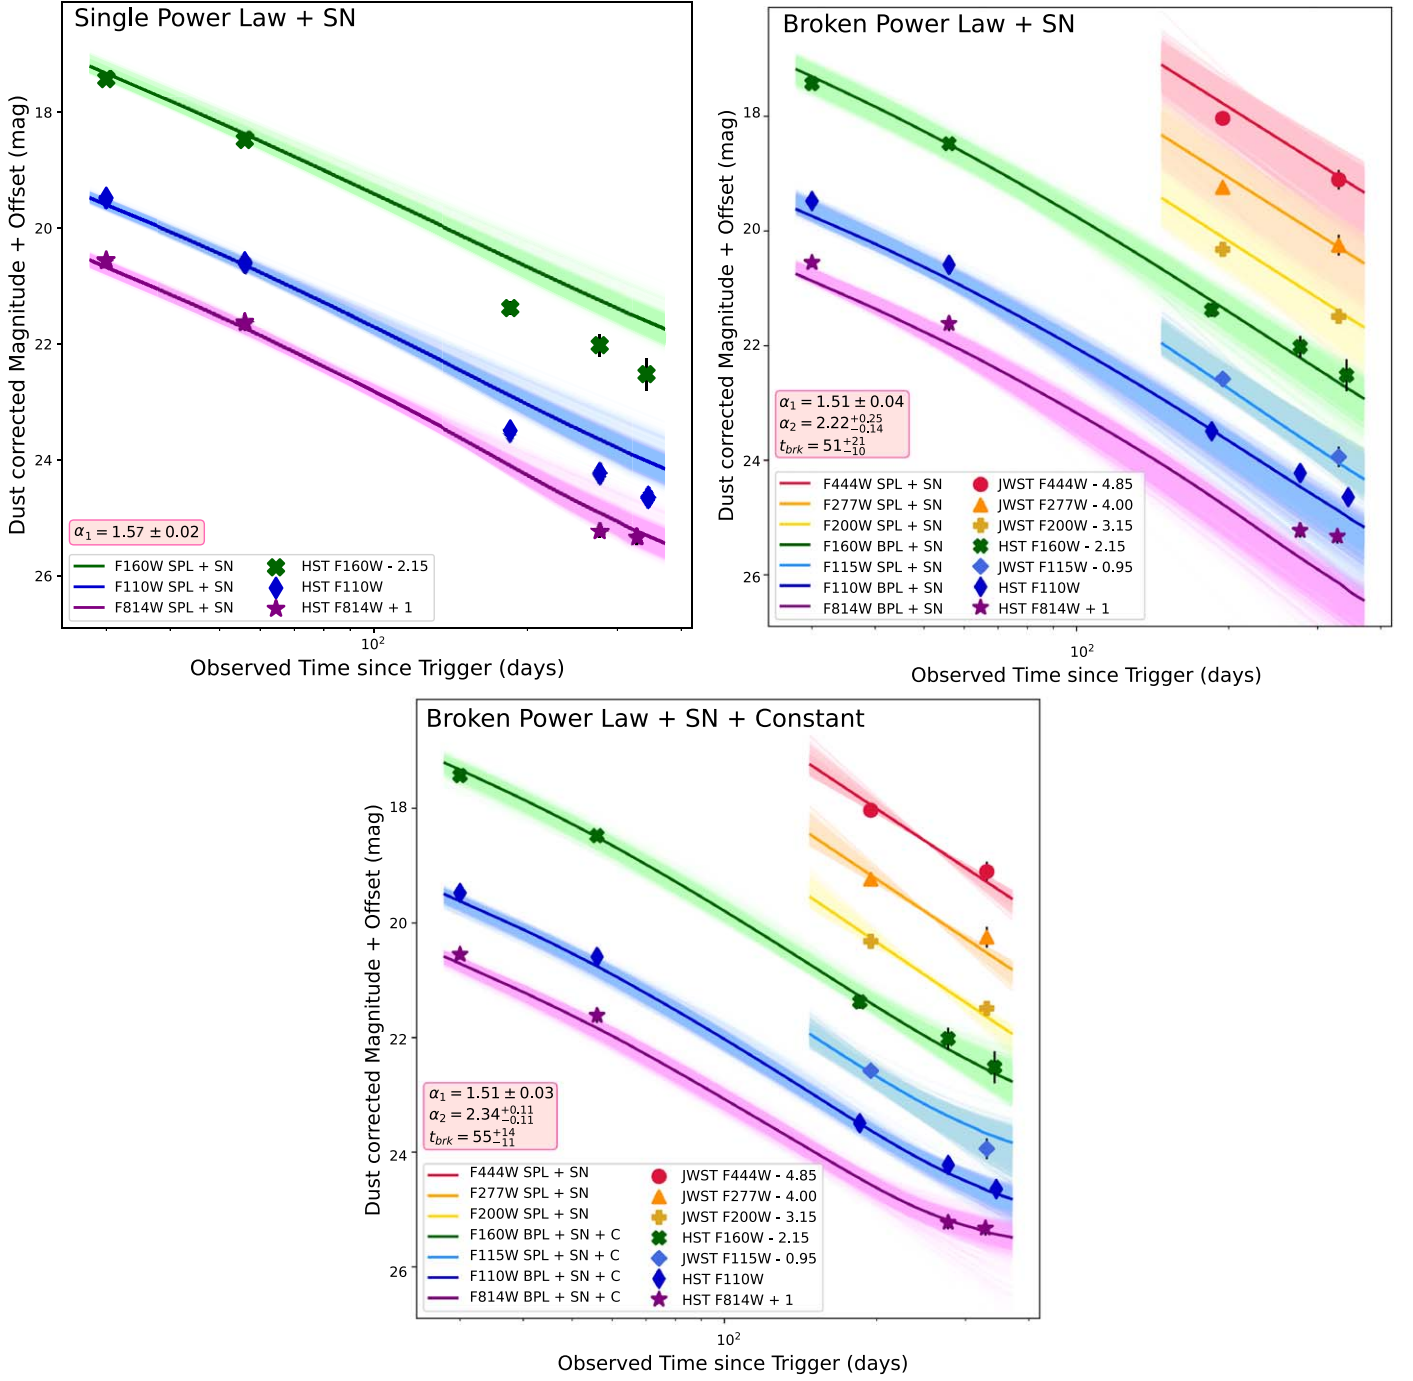 Single Power Law + SN
Dust corrected Magnitude + Offset (mag)
18
20
22
24
26
α1 = 1.57 ± 0.02
F160W SPL + SN
F110W SPL + SN
F814W SPL + SN
HST F160W - 2.15
HST F110W
HST F814W + 1
10^2
Observed Time since Trigger (days)
Broken Power Law + SN
Dust corrected Magnitude + Offset (mag)
18
20
22
24
26
α1 = 1.51 ± 0.04
α2 = 2.22 +0.25 −0.14
tbrk = 51 +21 −10
F444W SPL + SN
F277W SPL + SN
F200W SPL + SN
F160W BPL + SN
F115W SPL + SN
F110W BPL + SN
F814W BPL + SN
JWST F444W - 4.85
JWST F277W - 4.00
JWST F200W - 3.15
HST F160W - 2.15
JWST F115W - 0.95
HST F110W
HST F814W + 1
10^2
Observed Time since Trigger (days)
Broken Power Law + SN + Constant
Dust corrected Magnitude + Offset (mag)
18
20
22
24
26
α1 = 1.51 ± 0.03
α2 = 2.34 +0.11 −0.11
tbrk = 55 +14 −11
F444W SPL + SN
F277W SPL + SN
F200W SPL + SN
F160W BPL + SN + C
F115W SPL + SN + C
F110W BPL + SN + C
F814W BPL + SN + C
JWST F444W - 4.85
JWST F277W - 4.00
JWST F200W - 3.15
HST F160W - 2.15
JWST F115W - 0.95
HST F110W
HST F814W + 1
10^2
Observed Time since Trigger (days)